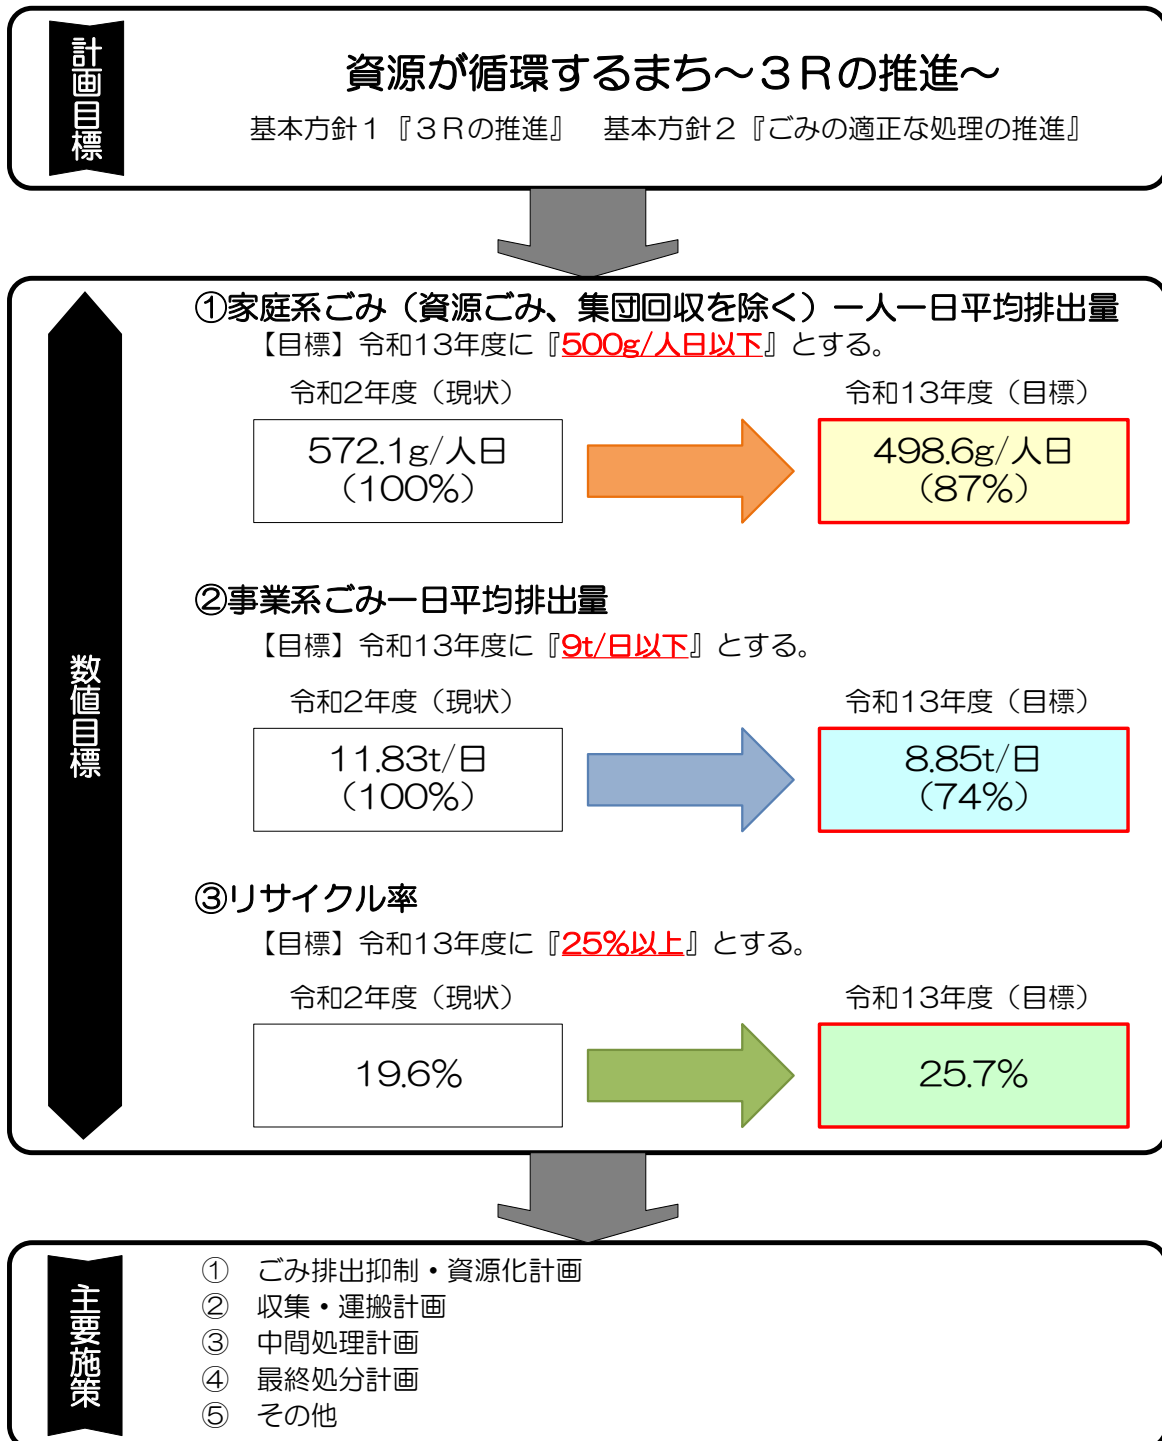 計画目標
資源が循環するまち～３Ｒの推進～
基本方針１『３Ｒの推進』　基本方針２『ごみの適正な処理の推進』
数値目標
①家庭系ごみ（資源ごみ、集団回収を除く）一人一日平均排出量
【目標】令和13年度に『500g/人日以下』とする。
令和2年度（現状）
令和13年度（目標）
572.1g/人日
（100%）
498.6g/人日
（87%）
②事業系ごみ一日平均排出量
【目標】令和13年度に『9t/日以下』とする。
令和2年度（現状）
令和13年度（目標）
11.83t/日
（100%）
8.85t/日
（74%）
③リサイクル率
【目標】令和13年度に『25%以上』とする。
令和2年度（現状）
令和13年度（目標）
19.6%
25.7%
主要施策
①　ごみ排出抑制・資源化計画
②　収集・運搬計画
③　中間処理計画
④　最終処分計画
⑤　その他